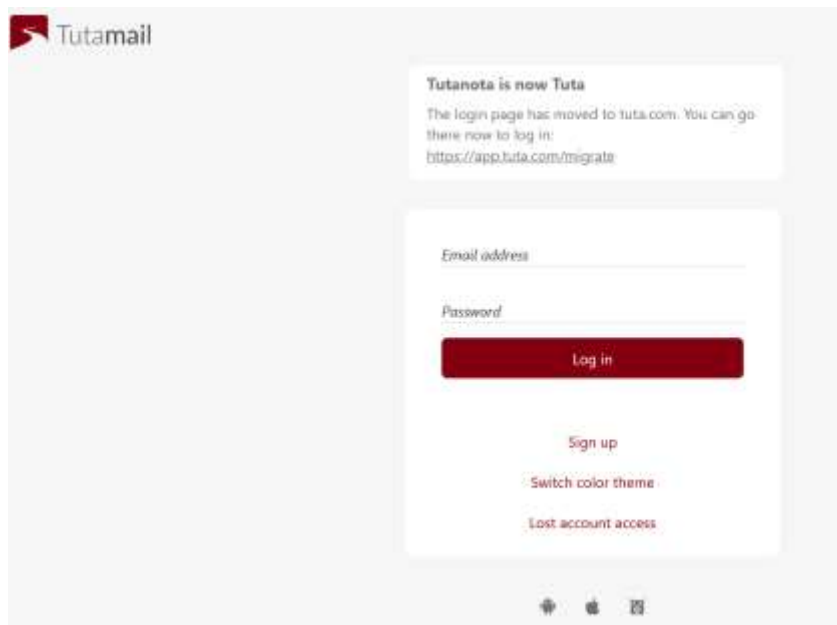 Tutamail
Tutanota is now Tuta
The login page has moved to tuta.com. You can go
there now to log in:
https://app.tuta.com/migrate
Email address
Password
Log in
Sign up
Switch color theme
Lost account access